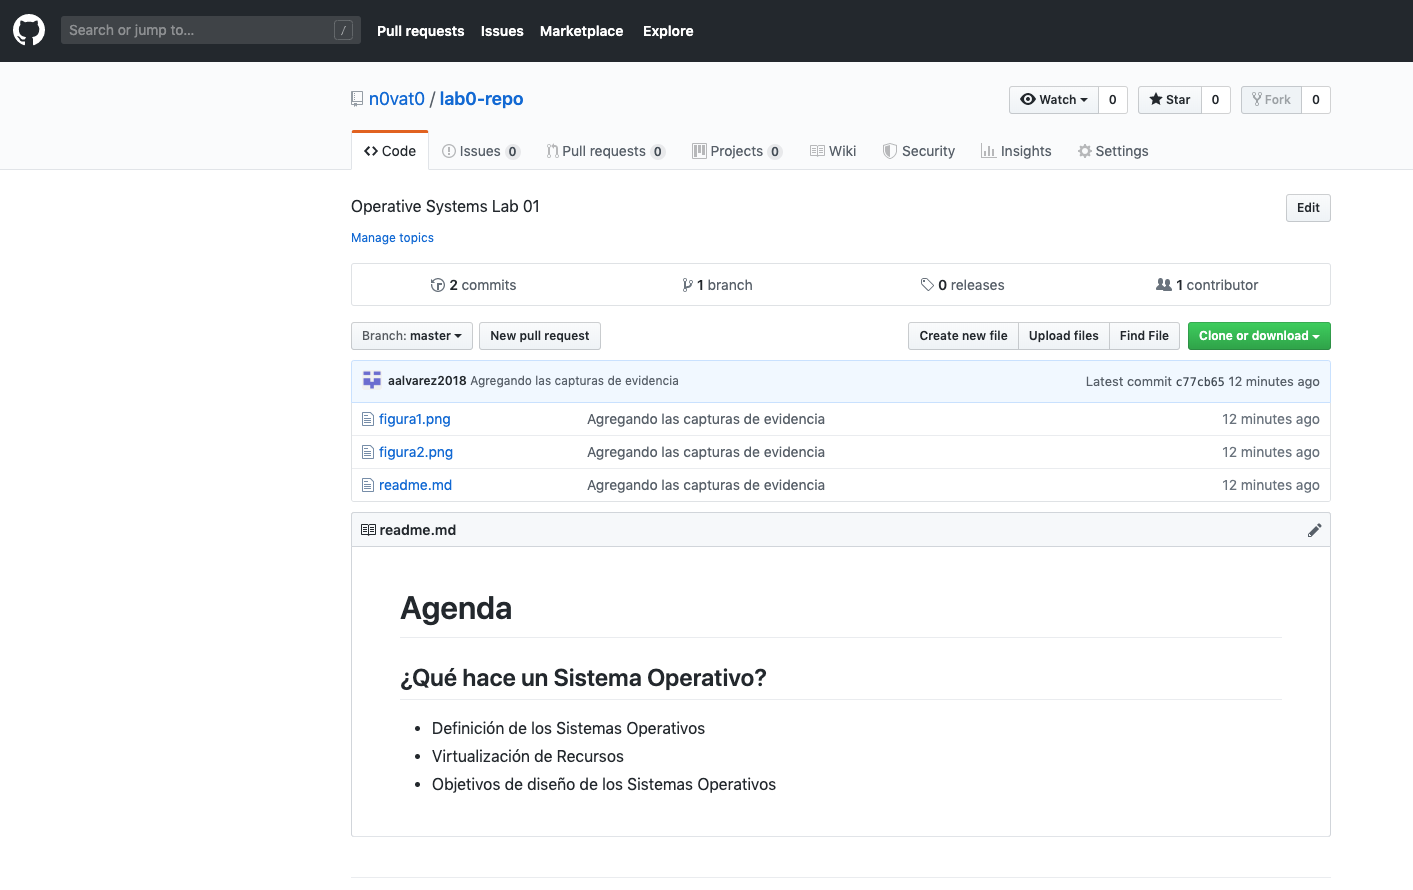 Search or jump to... / Pull requests Issues Marketplace Explore
n0vat0 / lab0-repo Watch 0 Star 0 Fork 0
Code Issues 0 Pull requests 0 Projects 0 Wiki Security Insights Settings
Operative Systems Lab 01 Edit
Manage topics
2 commits 1 branch 0 releases 1 contributor
Branch: master New pull request Create new file Upload files Find File Clone or download
aalvarez2018 Agregando las capturas de evidencia Latest commit c77cb65 12 minutes ago
figura1.png Agregando las capturas de evidencia 12 minutes ago
figura2.png Agregando las capturas de evidencia 12 minutes ago
readme.md Agregando las capturas de evidencia 12 minutes ago
readme.md
Agenda
¿Qué hace un Sistema Operativo?
• Definición de los Sistemas Operativos
• Virtualización de Recursos
• Objetivos de diseño de los Sistemas Operativos